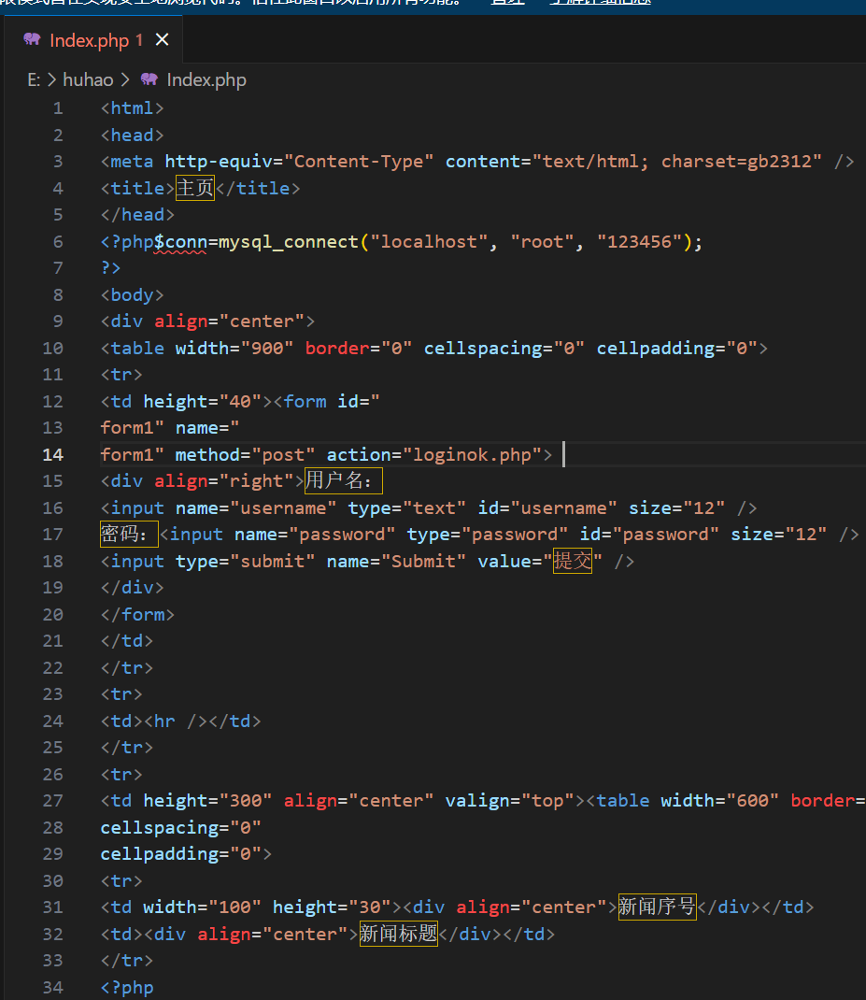 Index.php 1
E: > huhao > Index.php
1 <html>
2 <head>
3 <meta http-equiv="Content-Type" content="text/html; charset=gb2312" />
4 <title>主页</title>
5 </head>
6 <?php$conn=mysql_connect("localhost", "root", "123456");
7 ?>
8 <body>
9 <div align="center">
10 <table width="900" border="0" cellspacing="0" cellpadding="0">
11 <tr>
12 <td height="40"><form id="
13 form1" name="
14 form1" method="post" action="loginok.php">
15 <div align="right">用户名：
16 <input name="username" type="text" id="username" size="12" />
17 密码：<input name="password" type="password" id="password" size="12" />
18 <input type="submit" name="Submit" value="提交" />
19 </div>
20 </form>
21 </td>
22 </tr>
23 <tr>
24 <td><hr /></td>
25 </tr>
26 <tr>
27 <td height="300" align="center" valign="top"><table width="600" border=
28 cellspacing="0"
29 cellpadding="0">
30 <tr>
31 <td width="100" height="30"><div align="center">新闻序号</div></td>
32 <td><div align="center">新闻标题</div></td>
33 </tr>
34 <?php